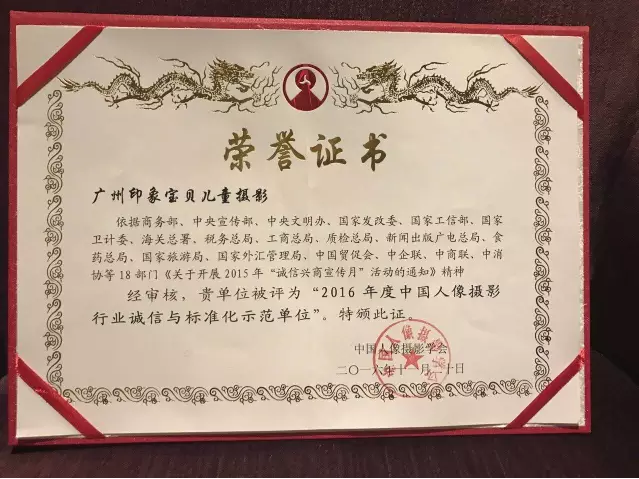 荣誉证书
广州印象宝贝儿童摄影
依据商务部、中央宣传部、中央文明办、国家发改委、国家工信部、国家
卫计委、海关总署、税务总局、工商总局、质检总局、新闻出版广电总局、食
药总局、国家旅游局、国家外汇管理局、中国贸促会、中企联、中商联、中消
协等18部门《关于开展2015年“诚信兴商宣传月”活动的通知》精神
经审核，贵单位被评为“2016年度中国人像摄影
行业诚信与标准化示范单位”。特颁此证。
中国人像摄影学会
二〇一六年十一月二十日